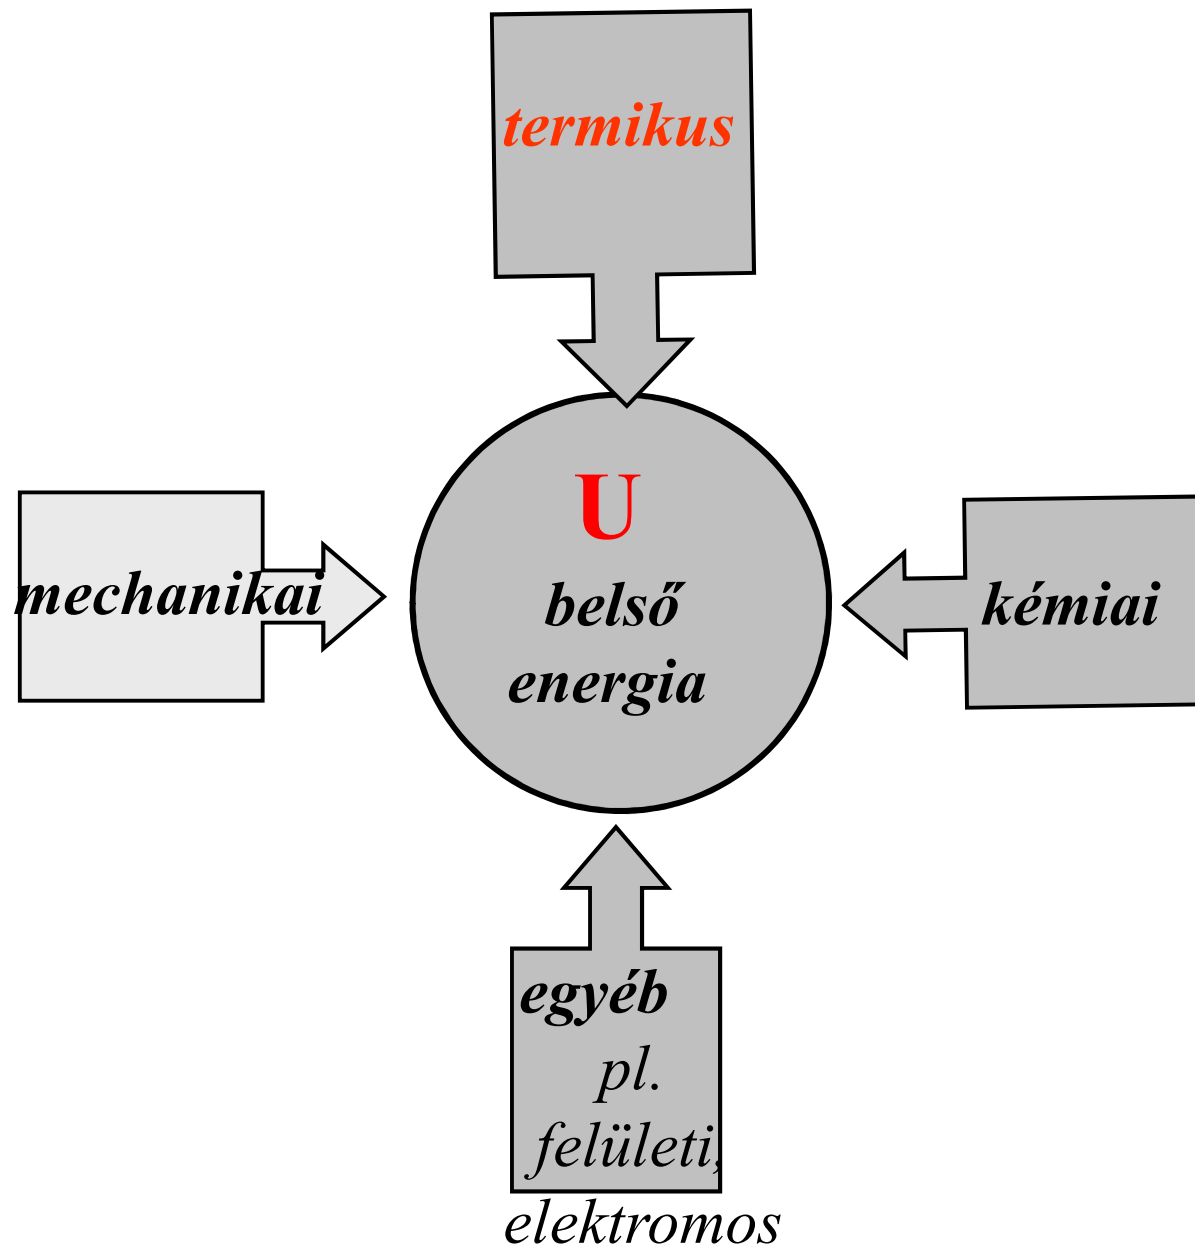 termikus
U
belső
energia
mechanikai
kémiai
egyéb
pl.
felületi,
elektromos